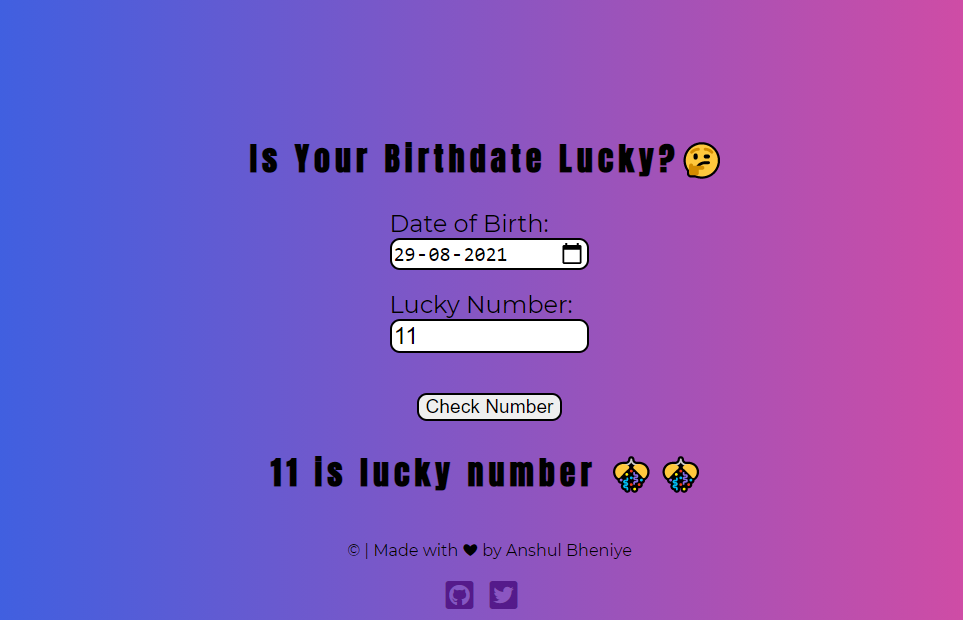 Is Your Birthdate Lucky?🤔
Date of Birth:
29-08-2021
Lucky Number:
11
Check Number
11 is lucky number 🎊🎊
© | Made with ❤ by Anshul Bheniye